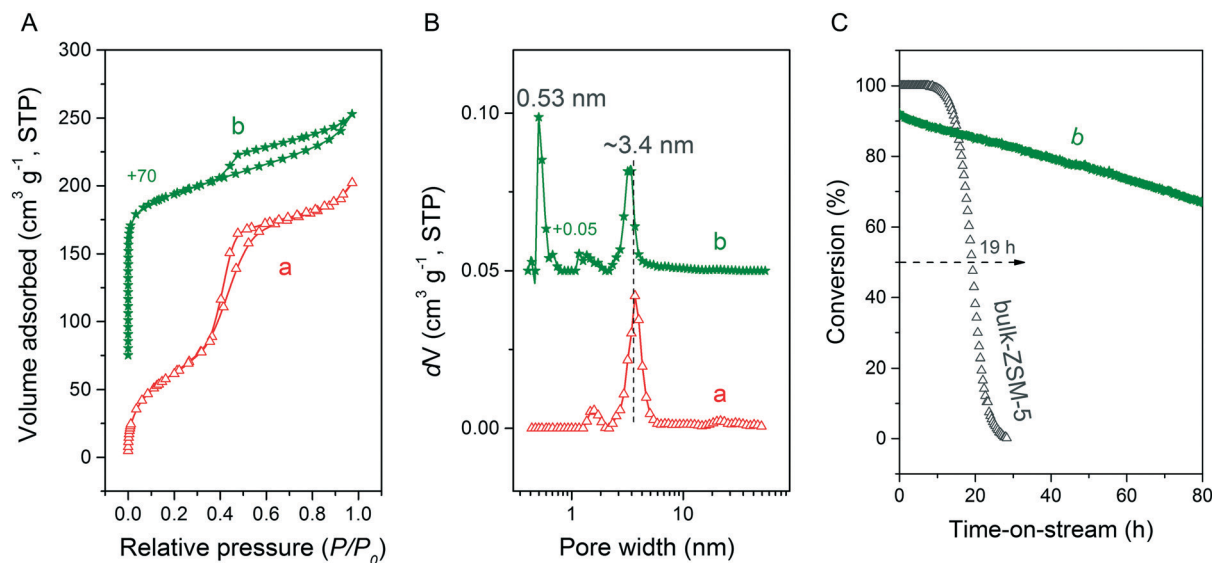 A
Volume adsorbed (cm³ g⁻¹, STP)
300
250
200
150
100
50
0
b
+70
a
0.0 0.2 0.4 0.6 0.8 1.0
Relative pressure (P/P₀)
B
dV (cm³ g⁻¹, STP)
0.10
0.05
0.00
0.53 nm
~3.4 nm
+0.05
b
a
1 10
Pore width (nm)
C
Conversion (%)
100
80
60
40
20
0
b
19 h
bulk-ZSM-5
0 20 40 60 80
Time-on-stream (h)